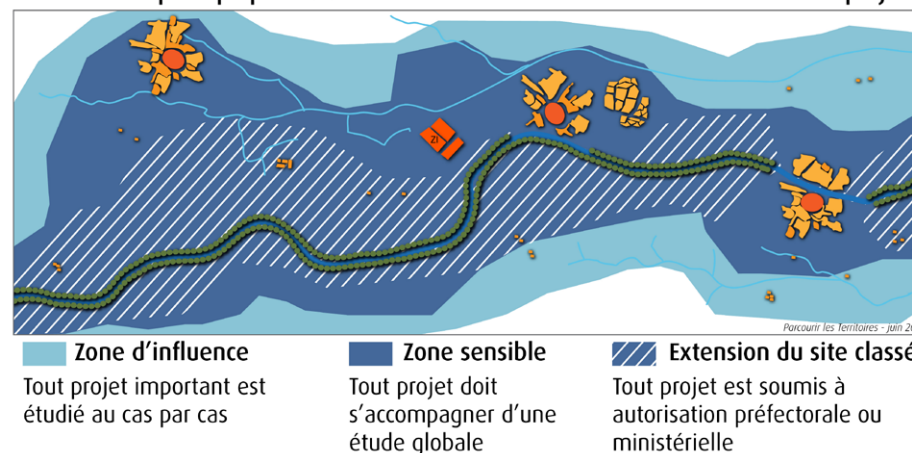 ZI
Parcourir les Territoires - juin 20
Zone d'influence
Tout projet important est
étudié au cas par cas
Zone sensible
Tout projet doit
s'accompagner d'une
étude globale
Extension du site classé
Tout projet est soumis à
autorisation préfectorale ou
ministérielle